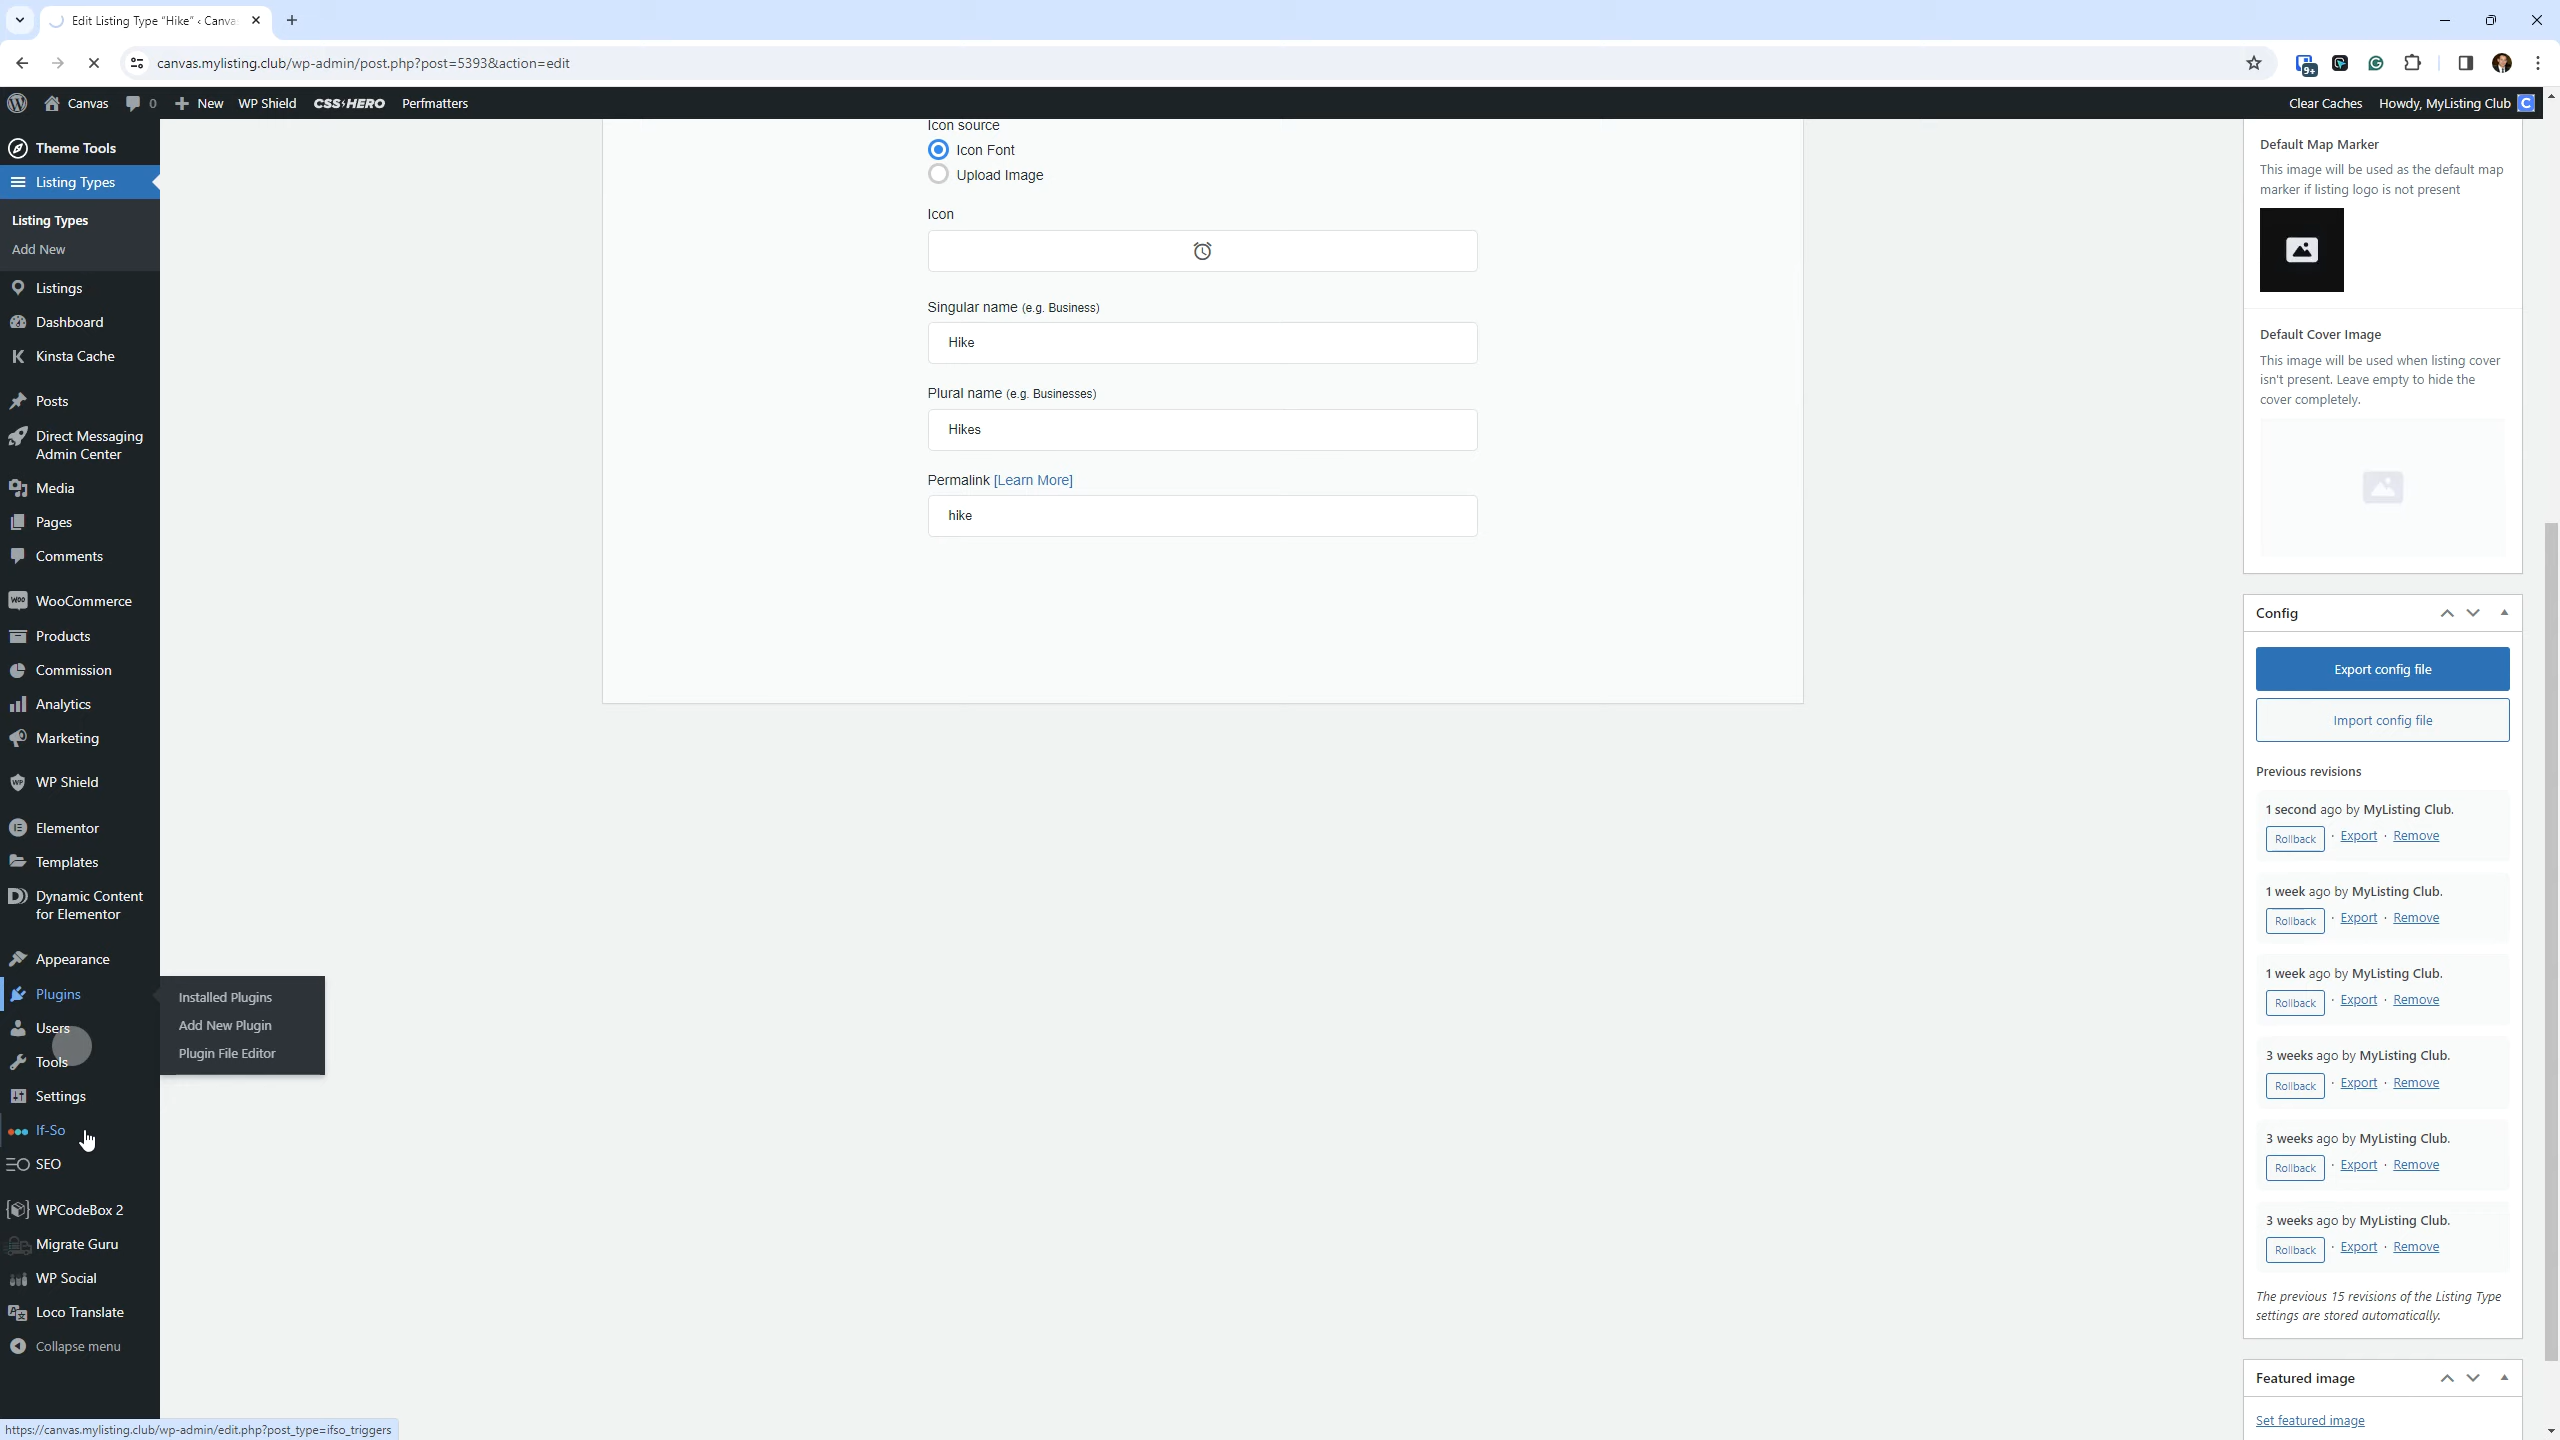 Edit Listing Type "Hike" ‹ Canva
canvas.mylisting.club/wp-admin/post.php?post=5393&action=edit
9+
Canvas
0
New
WP Shield
CSS HERO
Perfmatters
Clear Caches
Howdy, MyListing Club
C
Theme Tools
Listing Types
Listing Types
Add New
Listings
Dashboard
Kinsta Cache
Posts
Direct Messaging
Admin Center
Media
Pages
Comments
WooCommerce
Products
Commission
Analytics
Marketing
WP Shield
Elementor
Templates
Dynamic Content
for Elementor
Appearance
Plugins
Users
Tools
Settings
If-So
SEO
WPCodeBox 2
Migrate Guru
WP Social
Loco Translate
Collapse menu
Installed Plugins
Add New Plugin
Plugin File Editor
Icon source
Icon Font
Upload Image
Icon
Singular name (e.g. Business)
Hike
Plural name (e.g. Businesses)
Hikes
Permalink [Learn More]
hike
Default Map Marker
This image will be used as the default map
marker if listing logo is not present
Default Cover Image
This image will be used when listing cover
isn't present. Leave empty to hide the
cover completely.
Config
Export config file
Import config file
Previous revisions
1 second ago by MyListing Club.
Rollback · Export · Remove
1 week ago by MyListing Club.
Rollback · Export · Remove
1 week ago by MyListing Club.
Rollback · Export · Remove
3 weeks ago by MyListing Club.
Rollback · Export · Remove
3 weeks ago by MyListing Club.
Rollback · Export · Remove
3 weeks ago by MyListing Club.
Rollback · Export · Remove
The previous 15 revisions of the Listing Type
settings are stored automatically.
Featured image
Set featured image
https://canvas.mylisting.club/wp-admin/edit.php?post_type=ifso_triggers